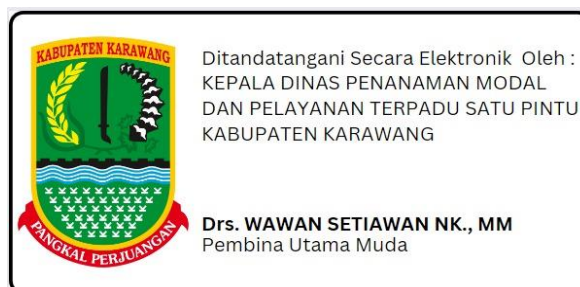 KABUPATEN KARAWANG
Ditandatangani Secara Elektronik Oleh :
KEPALA DINAS PENANAMAN MODAL
DAN PELAYANAN TERPADU SATU PINTU
KABUPATEN KARAWANG
Drs. WAWAN SETIAWAN NK., MM
Pembina Utama Muda
PANGKAL PERJUANGAN